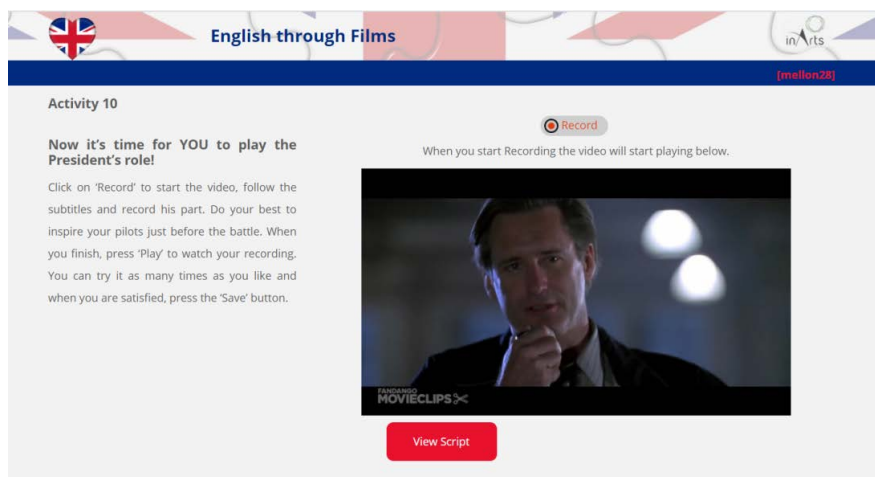 English through Films
inArts
[mellon28]
Activity 10
Now it's time for YOU to play the
President's role!
Click on 'Record' to start the video, follow the
subtitles and record his part. Do your best to
inspire your pilots just before the battle. When
you finish, press 'Play' to watch your recording.
You can try it as many times as you like and
when you are satisfied, press the 'Save' button.
Record
When you start Recording the video will start playing below.
FANDANGO
MOVIECLIPS
View Script